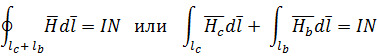 ∮_{l_c + l_b} H̅dl̅ = IN или ∫_{l_c} H̅_c̅dl̅ + ∫_{l_b} H̅_b̅dl̅ = IN